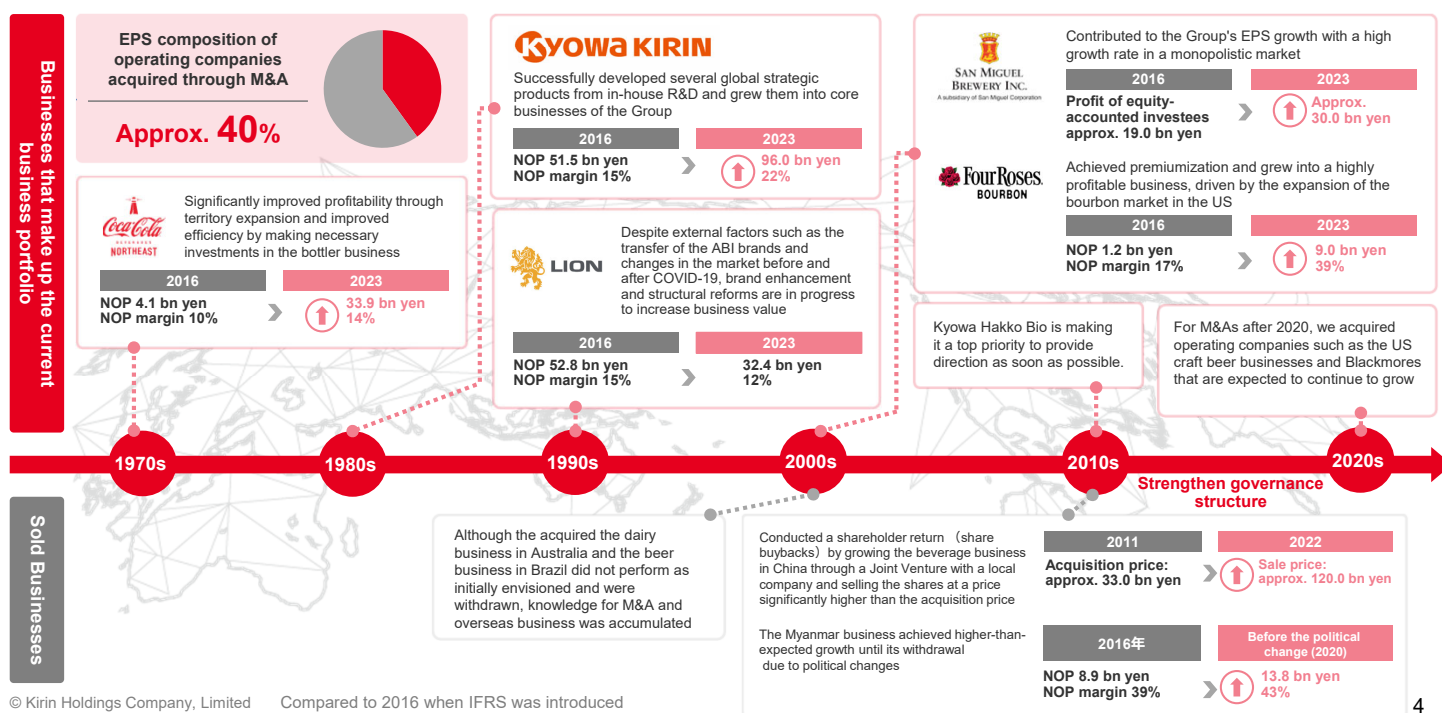 Businesses that make up the current
business portfolio
EPS composition of
operating companies
acquired through M&A
Approx. 40%
Coca-Cola
BEVERAGES
NORTHEAST
Significantly improved profitability through
territory expansion and improved
efficiency by making necessary
investments in the bottler business
2016
2023
NOP 4.1 bn yen
NOP margin 10%
33.9 bn yen
14%
KYOWA KIRIN
Successfully developed several global strategic
products from in-house R&D and grew them into core
businesses of the Group
2016
2023
NOP 51.5 bn yen
NOP margin 15%
96.0 bn yen
22%
LION
Despite external factors such as the
transfer of the ABI brands and
changes in the market before and
after COVID-19, brand enhancement
and structural reforms are in progress
to increase business value
2016
2023
NOP 52.8 bn yen
NOP margin 15%
32.4 bn yen
12%
SAN MIGUEL
BREWERY INC.
A subsidiary of San Miguel Corporation
Contributed to the Group's EPS growth with a high
growth rate in a monopolistic market
2016
2023
Profit of equity-
accounted investees
approx. 19.0 bn yen
Approx.
30.0 bn yen
Four Roses.
BOURBON
Achieved premiumization and grew into a highly
profitable business, driven by the expansion of the
bourbon market in the US
2016
2023
NOP 1.2 bn yen
NOP margin 17%
9.0 bn yen
39%
Kyowa Hakko Bio is making
it a top priority to provide
direction as soon as possible.
For M&As after 2020, we acquired
operating companies such as the US
craft beer businesses and Blackmores
that are expected to continue to grow
1970s
1980s
1990s
2000s
2010s
2020s
Strengthen governance
structure
Sold Businesses
Although the acquired the dairy
business in Australia and the beer
business in Brazil did not perform as
initially envisioned and were
withdrawn, knowledge for M&A and
overseas business was accumulated
Conducted a shareholder return （share
buybacks）by growing the beverage business
in China through a Joint Venture with a local
company and selling the shares at a price
significantly higher than the acquisition price
2011
2022
Acquisition price:
approx. 33.0 bn yen
Sale price:
approx. 120.0 bn yen
The Myanmar business achieved higher-than-
expected growth until its withdrawal
due to political changes
2016年
Before the political
change (2020)
NOP 8.9 bn yen
NOP margin 39%
13.8 bn yen
43%
© Kirin Holdings Company, Limited
Compared to 2016 when IFRS was introduced
4